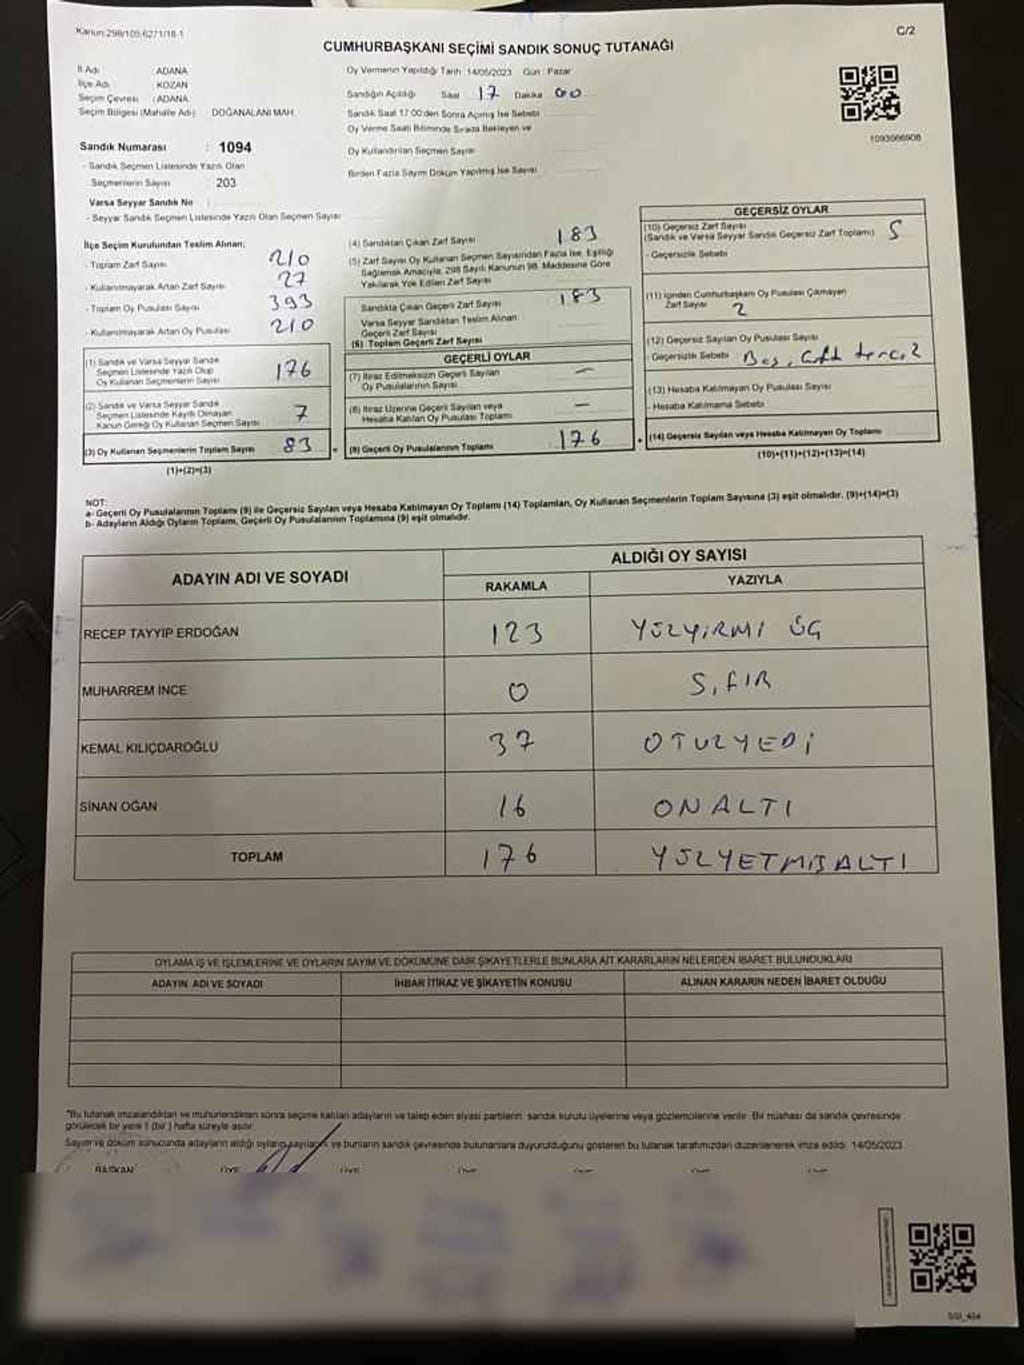 Kanun:298/105-6271/18-1
C/2
CUMHURBAŞKANI SEÇİMİ SANDIK SONUÇ TUTANAĞI
İl Adı : ADANA
İlçe Adı : KOZAN
Seçim Çevresi : ADANA
Seçim Bölgesi (Mahalle Adı) : DOĞANALANI MAH.
Sandık Numarası : 1094
- Sandık Seçmen Listesinde Yazılı Olan
Seçmenlerin Sayısı 203
Varsa Seyyar Sandık No :
- Seyyar Sandık Seçmen Listesinde Yazılı Olan Seçmen Sayısı
Oy Vermenin Yapıldığı Tarih :14/05/2023 Gün : Pazar
Sandığın Açıldığı Saat 17 Dakika 00
Sandık Saat 17:00'den Sonra Açılmış İse Sebebi
Oy Verme Saati Bitiminde Sırada Bekleyen ve
Oy Kullandırılan Seçmen Sayısı
Birden Fazla Sayım Döküm Yapılmış İse Sayısı
1093566908
İlçe Seçim Kurulundan Teslim Alınan:
- Toplam Zarf Sayısı 210
- Kullanılmayarak Artan Zarf Sayısı 27
- Toplam Oy Pusulası Sayısı 393
- Kullanılmayarak Artan Oy Pusulası 210
(1) Sandık ve Varsa Seyyar Sandık
Seçmen Listesinde Yazılı Olup
Oy Kullanan Seçmenlerin Sayısı 176
(2) Sandık ve Varsa Seyyar Sandık
Seçmen Listesinde Kayıtlı Olmayan
Kanun Gereği Oy Kullanan Seçmen Sayısı 7
(3) Oy Kullanan Seçmenlerin Toplam Sayısı 83
(1)+(2)=(3)
(4) Sandıktan Çıkan Zarf Sayısı 183
(5) Zarf Sayısı Oy Kullanan Seçmen Sayısından Fazla İse, Eşitliği
Sağlamak Amacıyla, 298 Sayılı Kanunun 98. Maddesine Göre
Yakılarak Yok Edilen Zarf Sayısı
Sandıkta Çıkan Geçerli Zarf Sayısı 183
Varsa Seyyar Sandıktan Teslim Alınan
Geçerli Zarf Sayısı
(6) Toplam Geçerli Zarf Sayısı
GEÇERLİ OYLAR
(7) İtiraz Edilmeksizin Geçerli Sayılan
Oy Pusulalarının Sayısı —
(8) İtiraz Üzerine Geçerli Sayılan veya
Hesaba Katılan Oy Pusulası Toplamı —
(9) Geçerli Oy Pusulalarının Toplamı 176
GEÇERSİZ OYLAR
(10) Geçersiz Zarf Sayısı
(Sandık ve Varsa Seyyar Sandık Geçersiz Zarf Toplamı) 5
- Geçersizlik Sebebi
(11) İçinden Cumhurbaşkanı Oy Pusulası Çıkmayan
Zarf Sayısı 2
(12) Geçersiz Sayılan Oy Pusulası Sayısı
- Geçersizlik Sebebi
(13) Hesaba Katılmayan Oy Pusulası Sayısı
- Hesaba Katılmama Sebebi
+ (14) Geçersiz Sayılan veya Hesaba Katılmayan Oy Toplamı
(10)+(11)+(12)+(13)=(14)
NOT:
a- Geçerli Oy Pusulalarının Toplamı (9) ile Geçersiz Sayılan veya Hesaba Katılmayan Oy Toplamı (14) Toplamları, Oy Kullanan Seçmenlerin Toplam Sayısına (3) eşit olmalıdır. (9)+(14)=(3)
b- Adayların Aldığı Oyların Toplamı, Geçerli Oy Pusulalarının Toplamına (9) eşit olmalıdır.
ADAYIN ADI VE SOYADI
ALDIĞI OY SAYISI
RAKAMLA YAZIYLA
RECEP TAYYIP ERDOĞAN 123 YÜZYİRMİ ÜÇ
MUHARREM İNCE 0 SIFIR
KEMAL KILIÇDAROĞLU 37 OTUZYEDİ
SİNAN OĞAN 16 ONALTI
TOPLAM 176 YÜZYETMİŞALTI
OYLAMA İŞ VE İŞLEMLERİNE VE OYLARIN SAYIM VE DÖKÜMÜNE DAİR ŞİKAYETLERLE BUNLARA AİT KARARLARIN NELERDEN İBARET BULUNDUKLARI
ADAYIN ADI VE SOYADI İHBAR İTİRAZ VE ŞİKAYETİN KONUSU ALINAN KARARIN NEDEN İBARET OLDUĞU
"Bu tutanak imzalandıktan ve mühürlendikten sonra seçime katılan adayların ve talep eden siyasi partilerin, sandık kurulu üyelerine veya gözlemcilerine verilir. Bir nüshası da sandık çevresinde
görülecek bir yere 1 (bir ) hafta süreyle asılır.
Sayım ve döküm sonucunda adayların aldığı oyların sayılarını ve bunların sandık çevresinde bulunanlara duyurulduğunu gösteren bu tutanak tarafımızdan düzenlenerek imza edildi. 14/05/2023
BAŞKAN ÜYE ÜYE ÜYE ÜYE ÜYE ÜYE